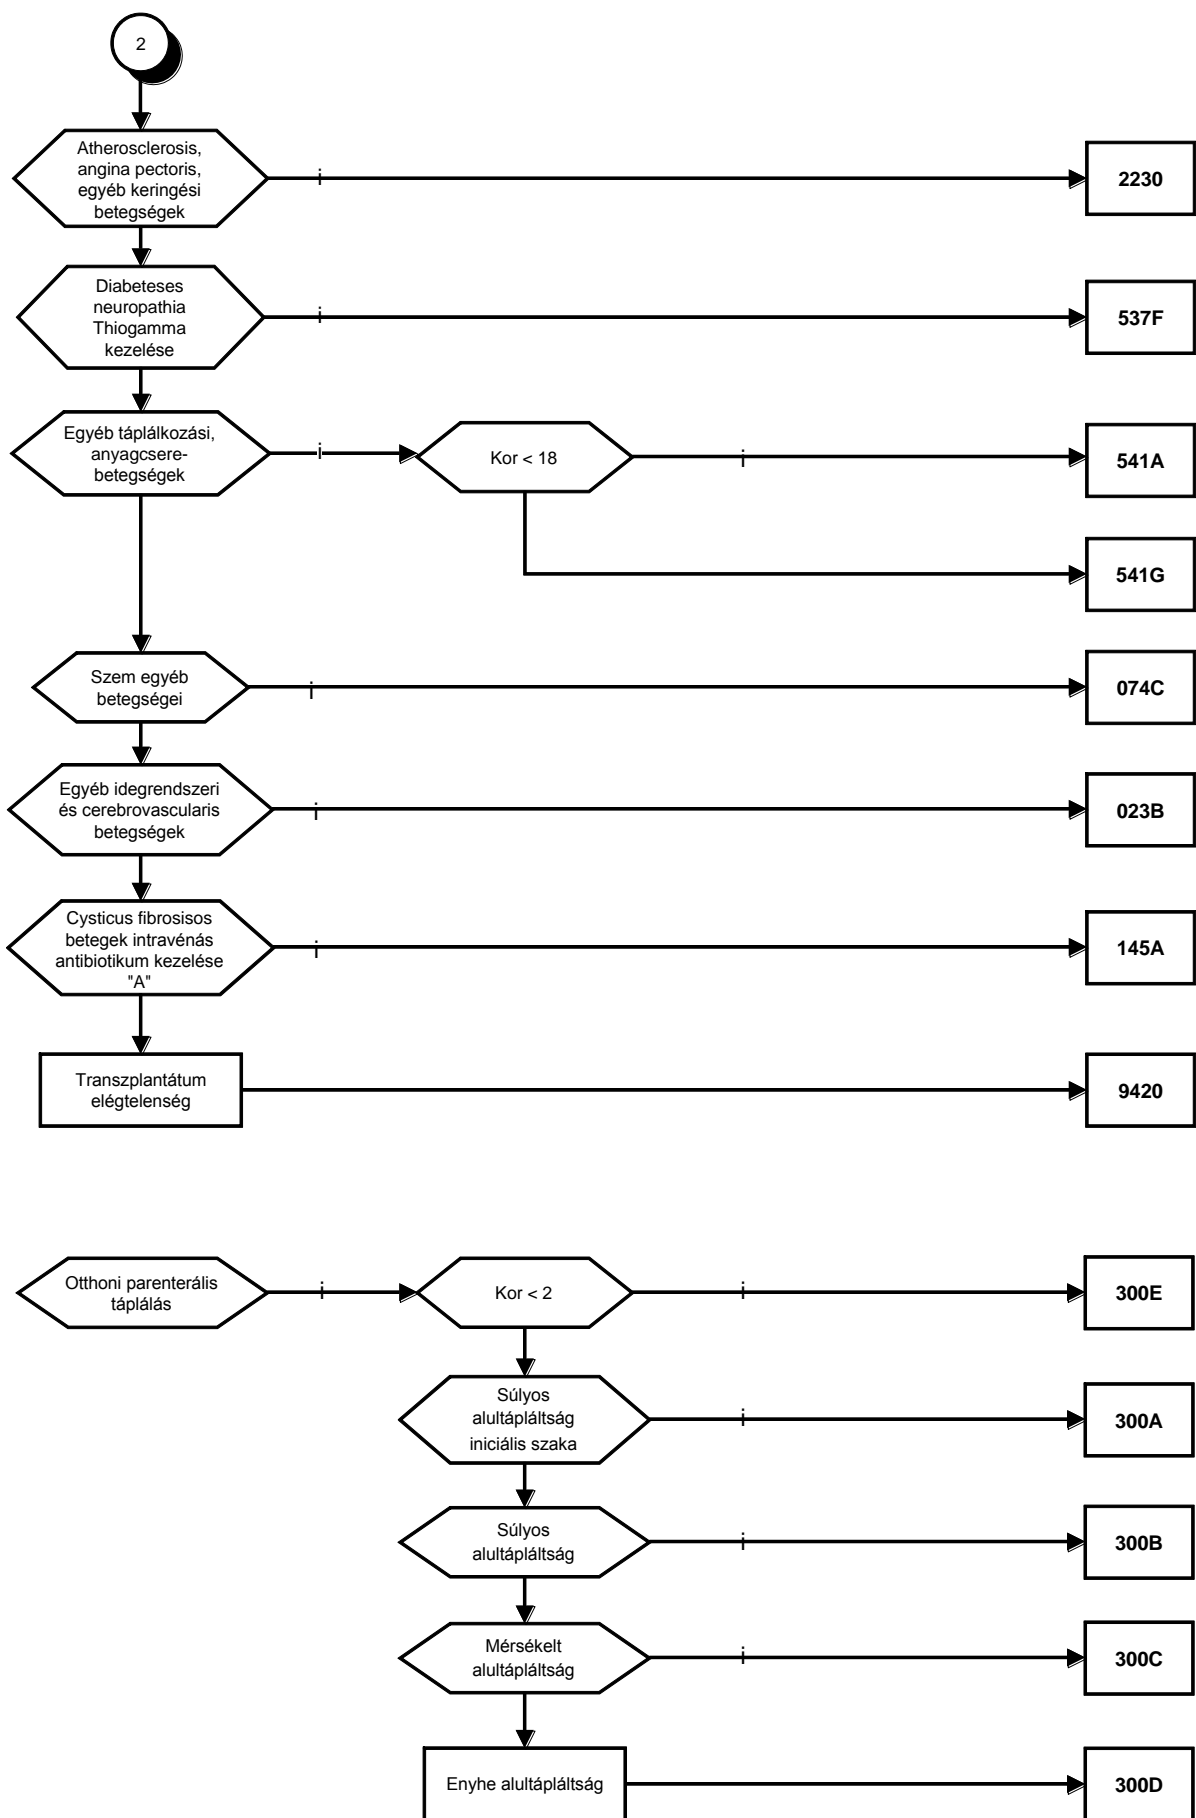 2
Atherosclerosis,
angina pectoris,
egyéb keringési
betegségek
i
2230
Diabeteses
neuropathia
Thiogamma
kezelése
i
537F
Egyéb táplálkozási,
anyagcsere-
betegségek
i
Kor < 18
i
541A
541G
Szem egyéb
betegségei
i
074C
Egyéb idegrendszeri
és cerebrovascularis
betegségek
i
023B
Cysticus fibrosisos
betegek intravénás
antibiotikum kezelése
"A"
i
145A
Transzplantátum
elégtelenség
9420
Otthoni parenterális
táplálás
i
Kor < 2
i
300E
Súlyos
alultápláltság
iniciális szaka
i
300A
Súlyos
alultápláltság
i
300B
Mérsékelt
alultápláltság
i
300C
Enyhe alultápláltság
300D